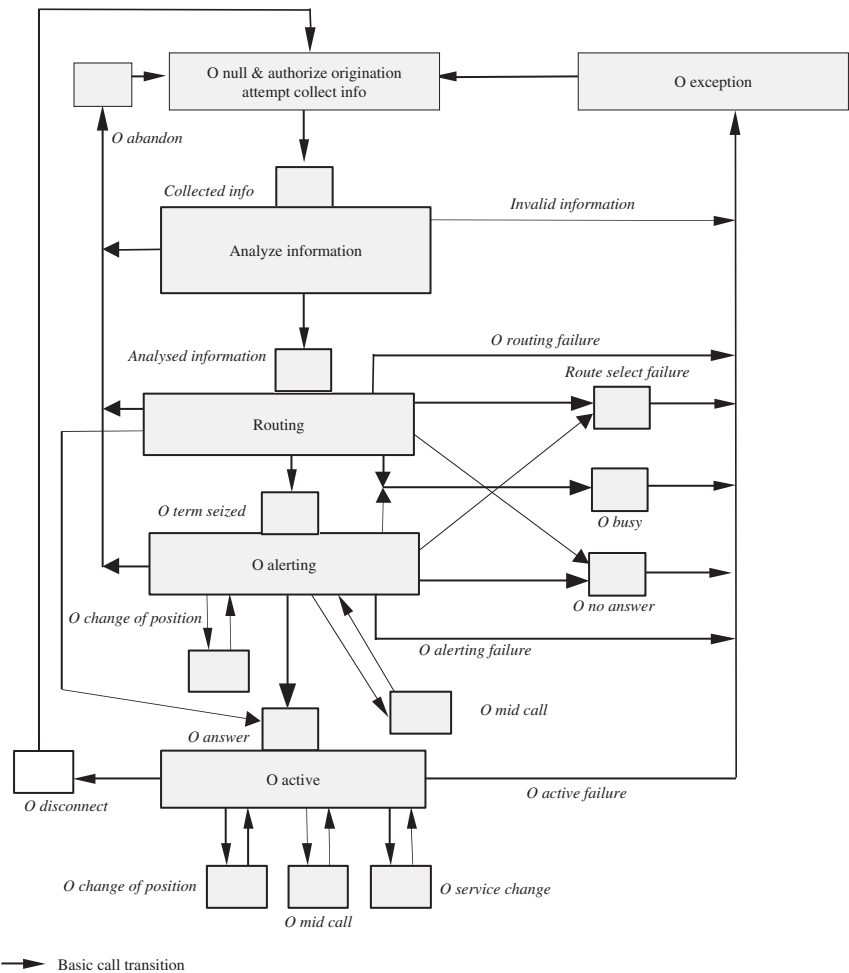 O null & authorize origination
attempt collect info
O exception
O abandon
Collected info
Invalid information
Analyze information
O routing failure
Analysed information
Route select failure
Routing
O term seized
O busy
O alerting
O no answer
O change of position
O alerting failure
O mid call
O answer
O active
O active failure
O disconnect
O change of position
O service change
O mid call
Basic call transition